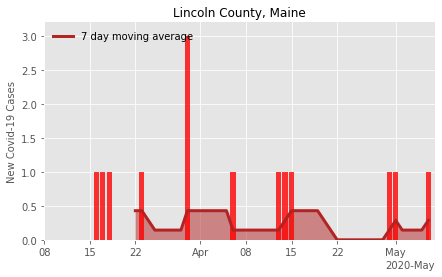 Lincoln County, Maine
7 day moving average
New Covid-19 Cases
3.0
2.5
2.0
1.5
1.0
0.5
0.0
08 15 22 Apr 08 15 22 May
2020-May